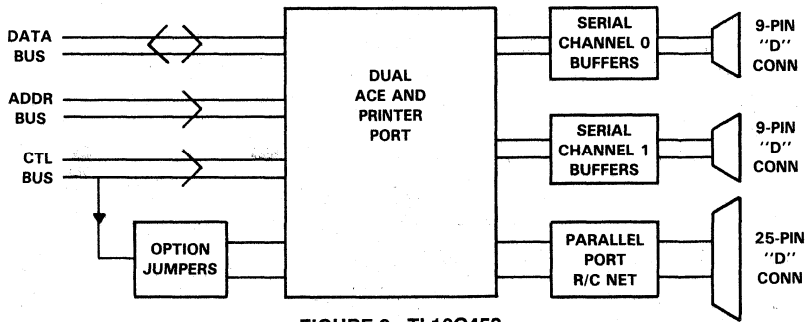 DATA
BUS
ADDR
BUS
CTL
BUS
OPTION
JUMPERS
DUAL
ACE AND
PRINTER
PORT
SERIAL
CHANNEL 0
BUFFERS
9-PIN
"D"
CONN
SERIAL
CHANNEL 1
BUFFERS
9-PIN
"D"
CONN
PARALLEL
PORT
R/C NET
25-PIN
"D"
CONN